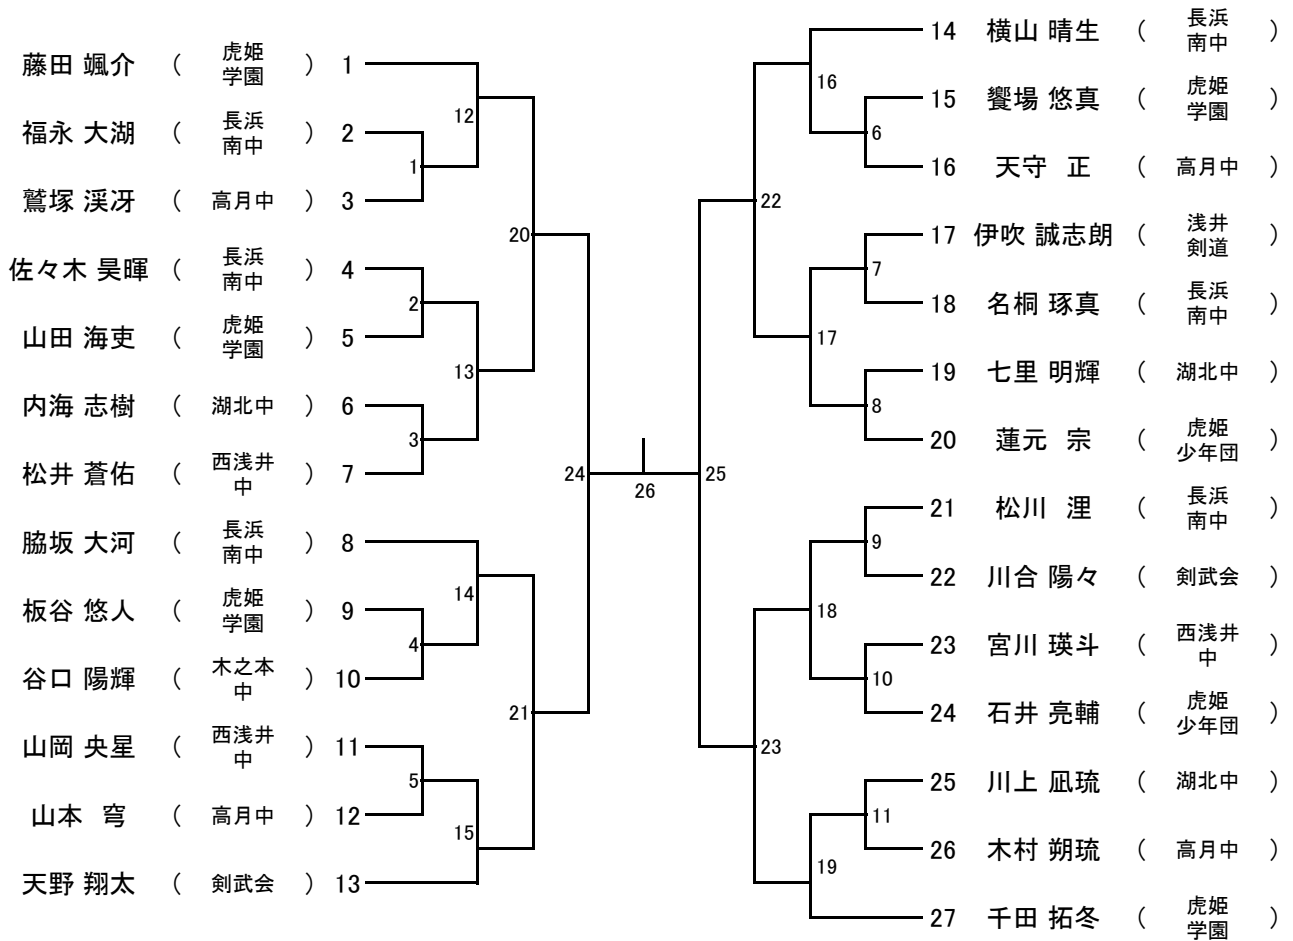 藤田 颯介 （ 虎姫学園 ） 1
福永 大湖 （ 長浜南中 ） 2
鷲塚 渓冴 （ 高月中 ） 3
佐々木 昊暉 （ 長浜南中 ） 4
山田 海吏 （ 虎姫学園 ） 5
内海 志樹 （ 湖北中 ） 6
松井 蒼佑 （ 西浅井中 ） 7
脇坂 大河 （ 長浜南中 ） 8
板谷 悠人 （ 虎姫学園 ） 9
谷口 陽輝 （ 木之本中 ） 10
山岡 央星 （ 西浅井中 ） 11
山本 穹 （ 高月中 ） 12
天野 翔太 （ 剣武会 ） 13
12
1
20
2
13
3
24
14
4
21
5
15
26
25
16
6
22
7
17
8
9
18
10
23
11
19
14 横山 晴生 （ 長浜南中 ）
15 饗場 悠真 （ 虎姫学園 ）
16 天守 正 （ 高月中 ）
17 伊吹 誠志朗 （ 浅井剣道 ）
18 名桐 琢真 （ 長浜南中 ）
19 七里 明輝 （ 湖北中 ）
20 蓮元 宗 （ 虎姫少年団 ）
21 松川 浬 （ 長浜南中 ）
22 川合 陽々 （ 剣武会 ）
23 宮川 瑛斗 （ 西浅井中 ）
24 石井 亮輔 （ 虎姫少年団 ）
25 川上 凪琉 （ 湖北中 ）
26 木村 朔琉 （ 高月中 ）
27 千田 拓冬 （ 虎姫学園 ）